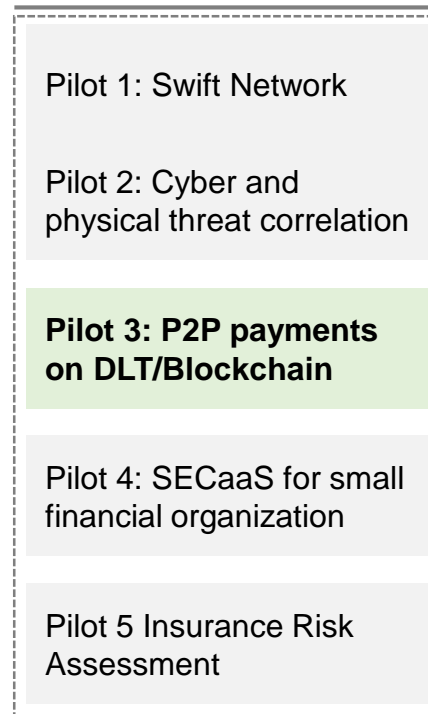 Pilot 1: Swift Network
Pilot 2: Cyber and
physical threat correlation
Pilot 3: P2P payments
on DLT/Blockchain
Pilot 4: SECaaS for small
financial organization
Pilot 5 Insurance Risk
Assessment